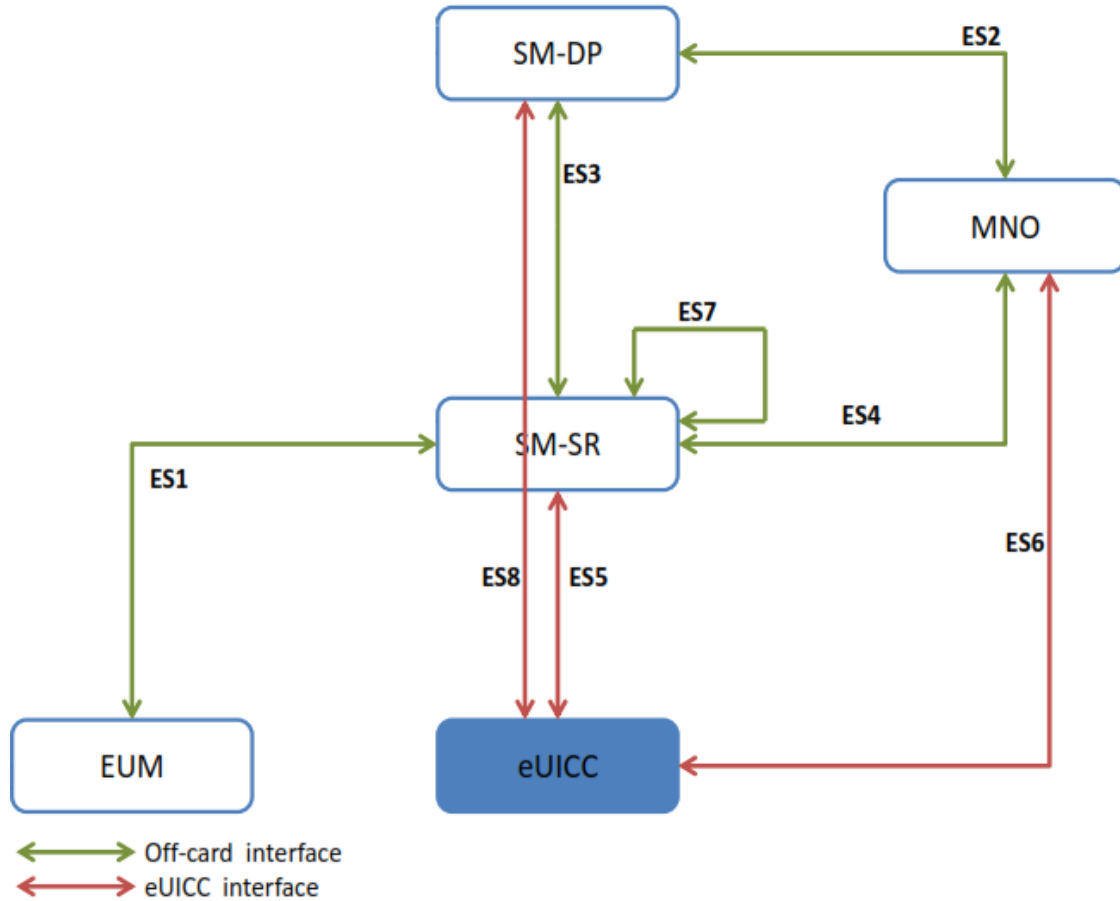 SM-DP
ES2
ES3
MNO
ES7
SM-SR
ES4
ES1
ES8
ES5
ES6
EUM
eUICC
Off-card interface
eUICC interface